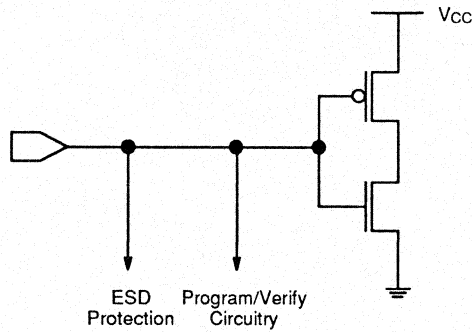 VCC
ESD
Protection
Program/Verify
Circuitry